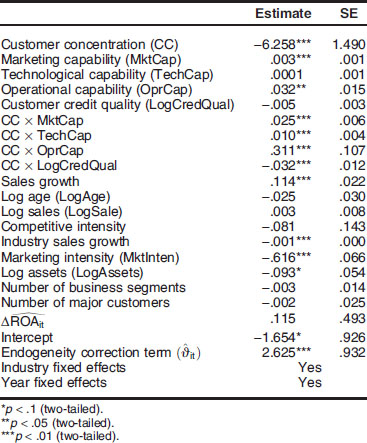 Estimate SE
Customer concentration (CC) −6.258*** 1.490
Marketing capability (MktCap) .003*** .001
Technological capability (TechCap) .0001 .001
Operational capability (OprCap) .032** .015
Customer credit quality (LogCredQual) −.005 .003
CC × MktCap .025*** .006
CC × TechCap .010*** .004
CC × OprCap .311*** .107
CC × LogCredQual −.032*** .012
Sales growth .114*** .022
Log age (LogAge) −.025 .030
Log sales (LogSale) .003 .008
Competitive intensity −.081 .143
Industry sales growth −.001*** .000
Marketing intensity (MktInten) −.616*** .066
Log assets (LogAssets) −.093* .054
Number of business segments −.003 .014
Number of major customers −.002 .025
Δ\widehat{ROA}it .115 .493
Intercept −1.654* .926
Endogeneity correction term (ϑ̂it) 2.625*** .932
Industry fixed effects Yes
Year fixed effects Yes
*p < .1 (two-tailed).
**p < .05 (two-tailed).
***p < .01 (two-tailed).